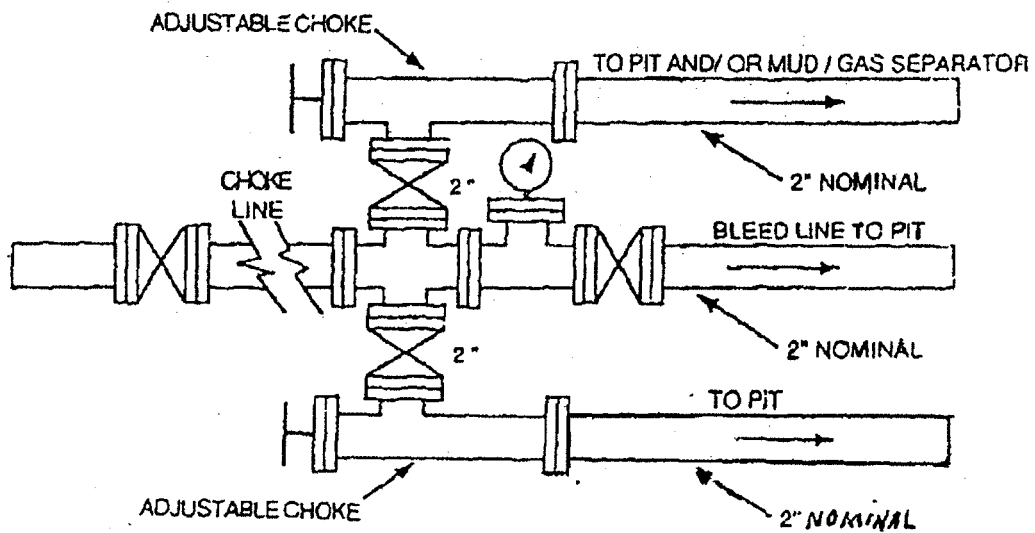 ADJUSTABLE CHOKE
TO PIT AND/ OR MUD / GAS SEPARATOR
2"
2" NOMINAL
CHOKE
LINE
BLEED LINE TO PIT
2" NOMINAL
2"
TO PIT
ADJUSTABLE CHOKE
2" NOMINAL